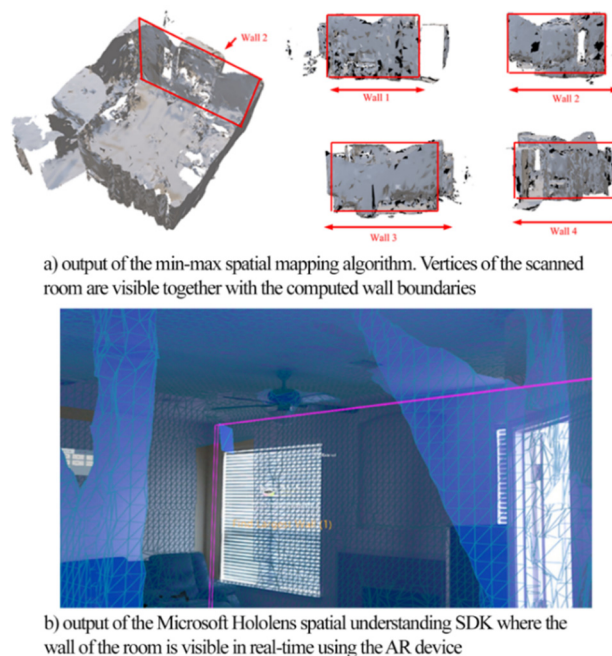 Wall 2
Wall 1
Wall 2
Wall 3
Wall 4
a) output of the min-max spatial mapping algorithm. Vertices of the scanned
room are visible together with the computed wall boundaries
b) output of the Microsoft Hololens spatial understanding SDK where the
wall of the room is visible in real-time using the AR device